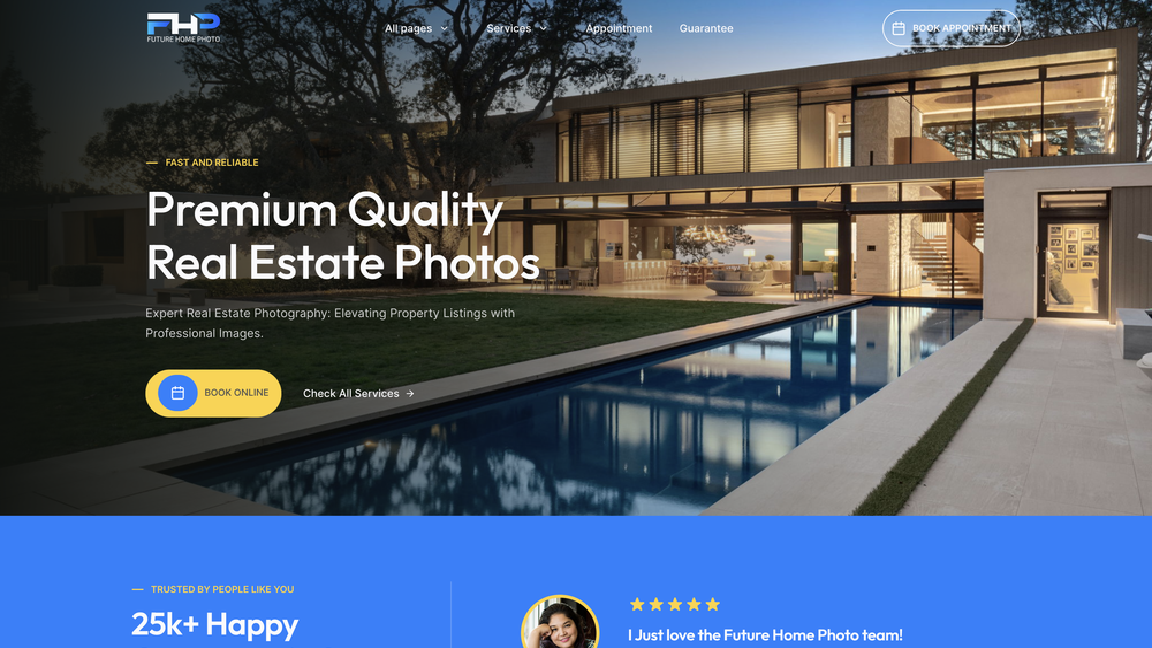 FHP
FUTURE HOME PHOTO
All pages
Services
Appointment
Guarantee
BOOK APPOINTMENT
FAST AND RELIABLE
Premium Quality
Real Estate Photos
Expert Real Estate Photography: Elevating Property Listings with
Professional Images.
BOOK ONLINE
Check All Services →
TRUSTED BY PEOPLE LIKE YOU
25k+ Happy
I Just love the Future Home Photo team!